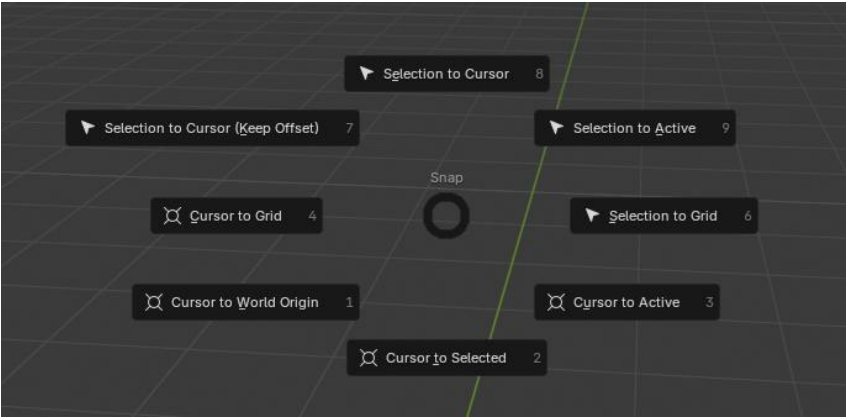 Selection to Cursor 8
Selection to Cursor (Keep Offset) 7
Selection to Active 9
Snap
Cursor to Grid 4
Selection to Grid 6
Cursor to World Origin 1
Cursor to Active 3
Cursor to Selected 2